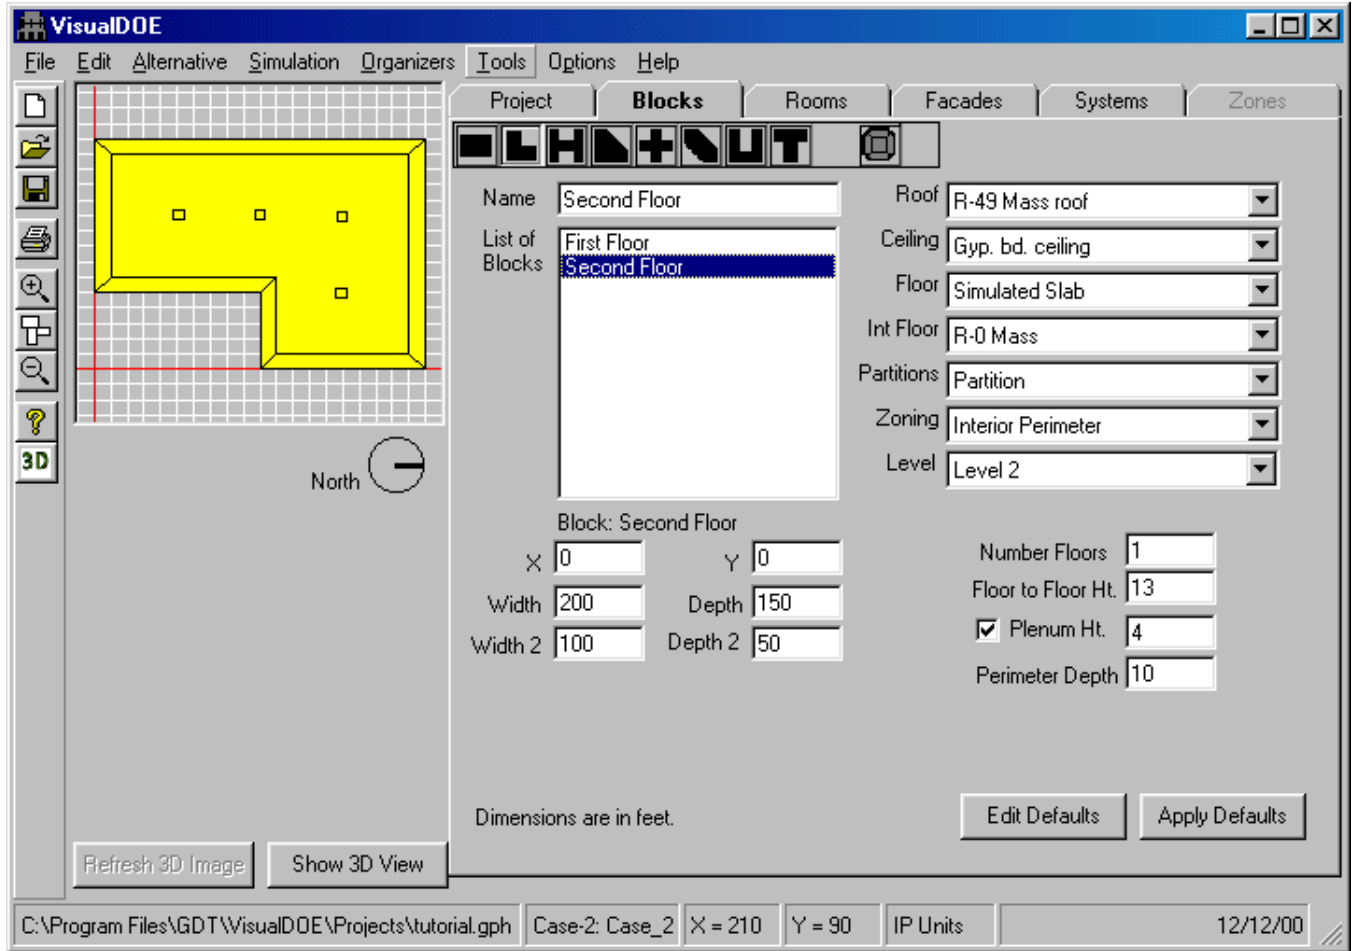 VisualDOE
File Edit Alternative Simulation Organizers Tools Options Help
Project Blocks Rooms Facades Systems Zones
Name Second Floor
List of Blocks
First Floor
Second Floor
Roof R-49 Mass roof
Ceiling Gyp. bd. ceiling
Floor Simulated Slab
Int Floor R-0 Mass
Partitions Partition
Zoning Interior Perimeter
Level Level 2
3D
North
Block: Second Floor
X 0 Y 0
Width 200 Depth 150
Width 2 100 Depth 2 50
Number Floors 1
Floor to Floor Ht. 13
Plenum Ht. 4
Perimeter Depth 10
Dimensions are in feet.
Edit Defaults Apply Defaults
Refresh 3D Image Show 3D View
C:\Program Files\GDT\VisualDOE\Projects\tutorial.gph Case-2: Case_2 X = 210 Y = 90 IP Units 12/12/00